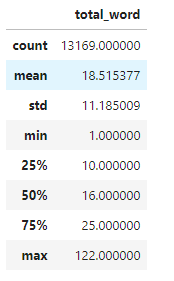 total_word
count 13169.000000
mean 18.515377
std 11.185009
min 1.000000
25% 10.000000
50% 16.000000
75% 25.000000
max 122.000000